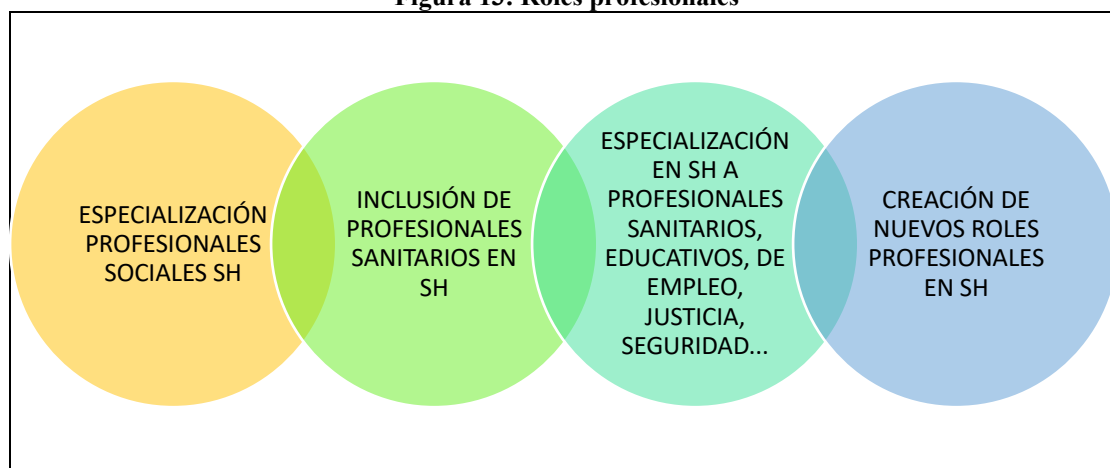 Figura 15: Roles profesionales
ESPECIALIZACIÓN
PROFESIONALES
SOCIALES SH
INCLUSIÓN DE
PROFESIONALES
SANITARIOS EN
SH
ESPECIALIZACIÓN
EN SH A
PROFESIONALES
SANITARIOS,
EDUCATIVOS, DE
EMPLEO,
JUSTICIA,
SEGURIDAD...
CREACIÓN DE
NUEVOS ROLES
PROFESIONALES
EN SH